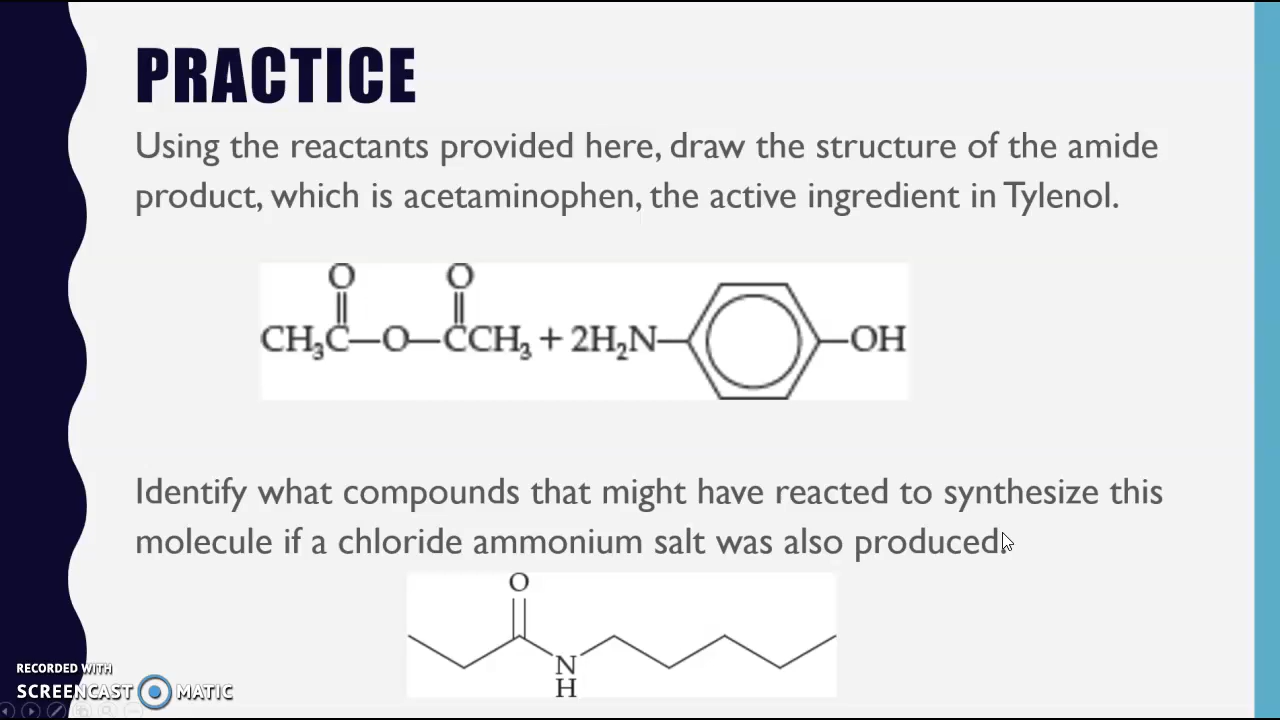 PRACTICE
Using the reactants provided here, draw the structure of the amide
product, which is acetaminophen, the active ingredient in Tylenol.
O O
CH₃C—O—CCH₃ + 2H₂N— —OH
Identify what compounds that might have reacted to synthesize this
molecule if a chloride ammonium salt was also produced.
O
N
H
RECORDED WITH
SCREENCAST MATIC